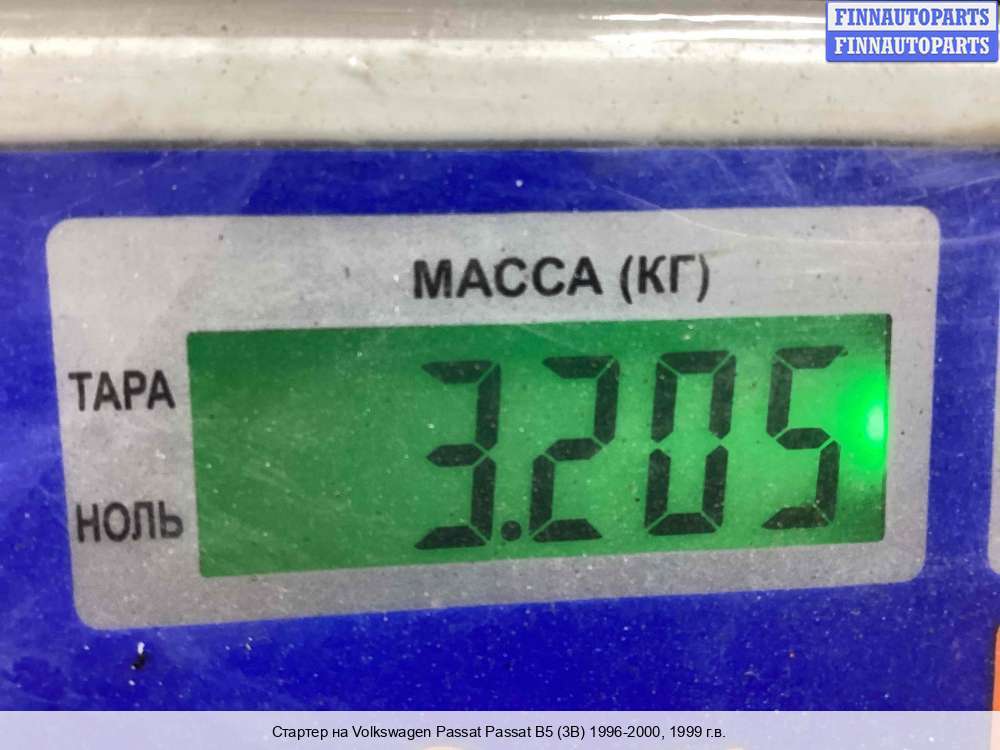 FINNAUTOPARTS
FINNAUTOPARTS
МАССА (КГ)
ТАРА
3.205
НОЛЬ
Стартер на Volkswagen Passat Passat B5 (3B) 1996-2000, 1999 г.в.